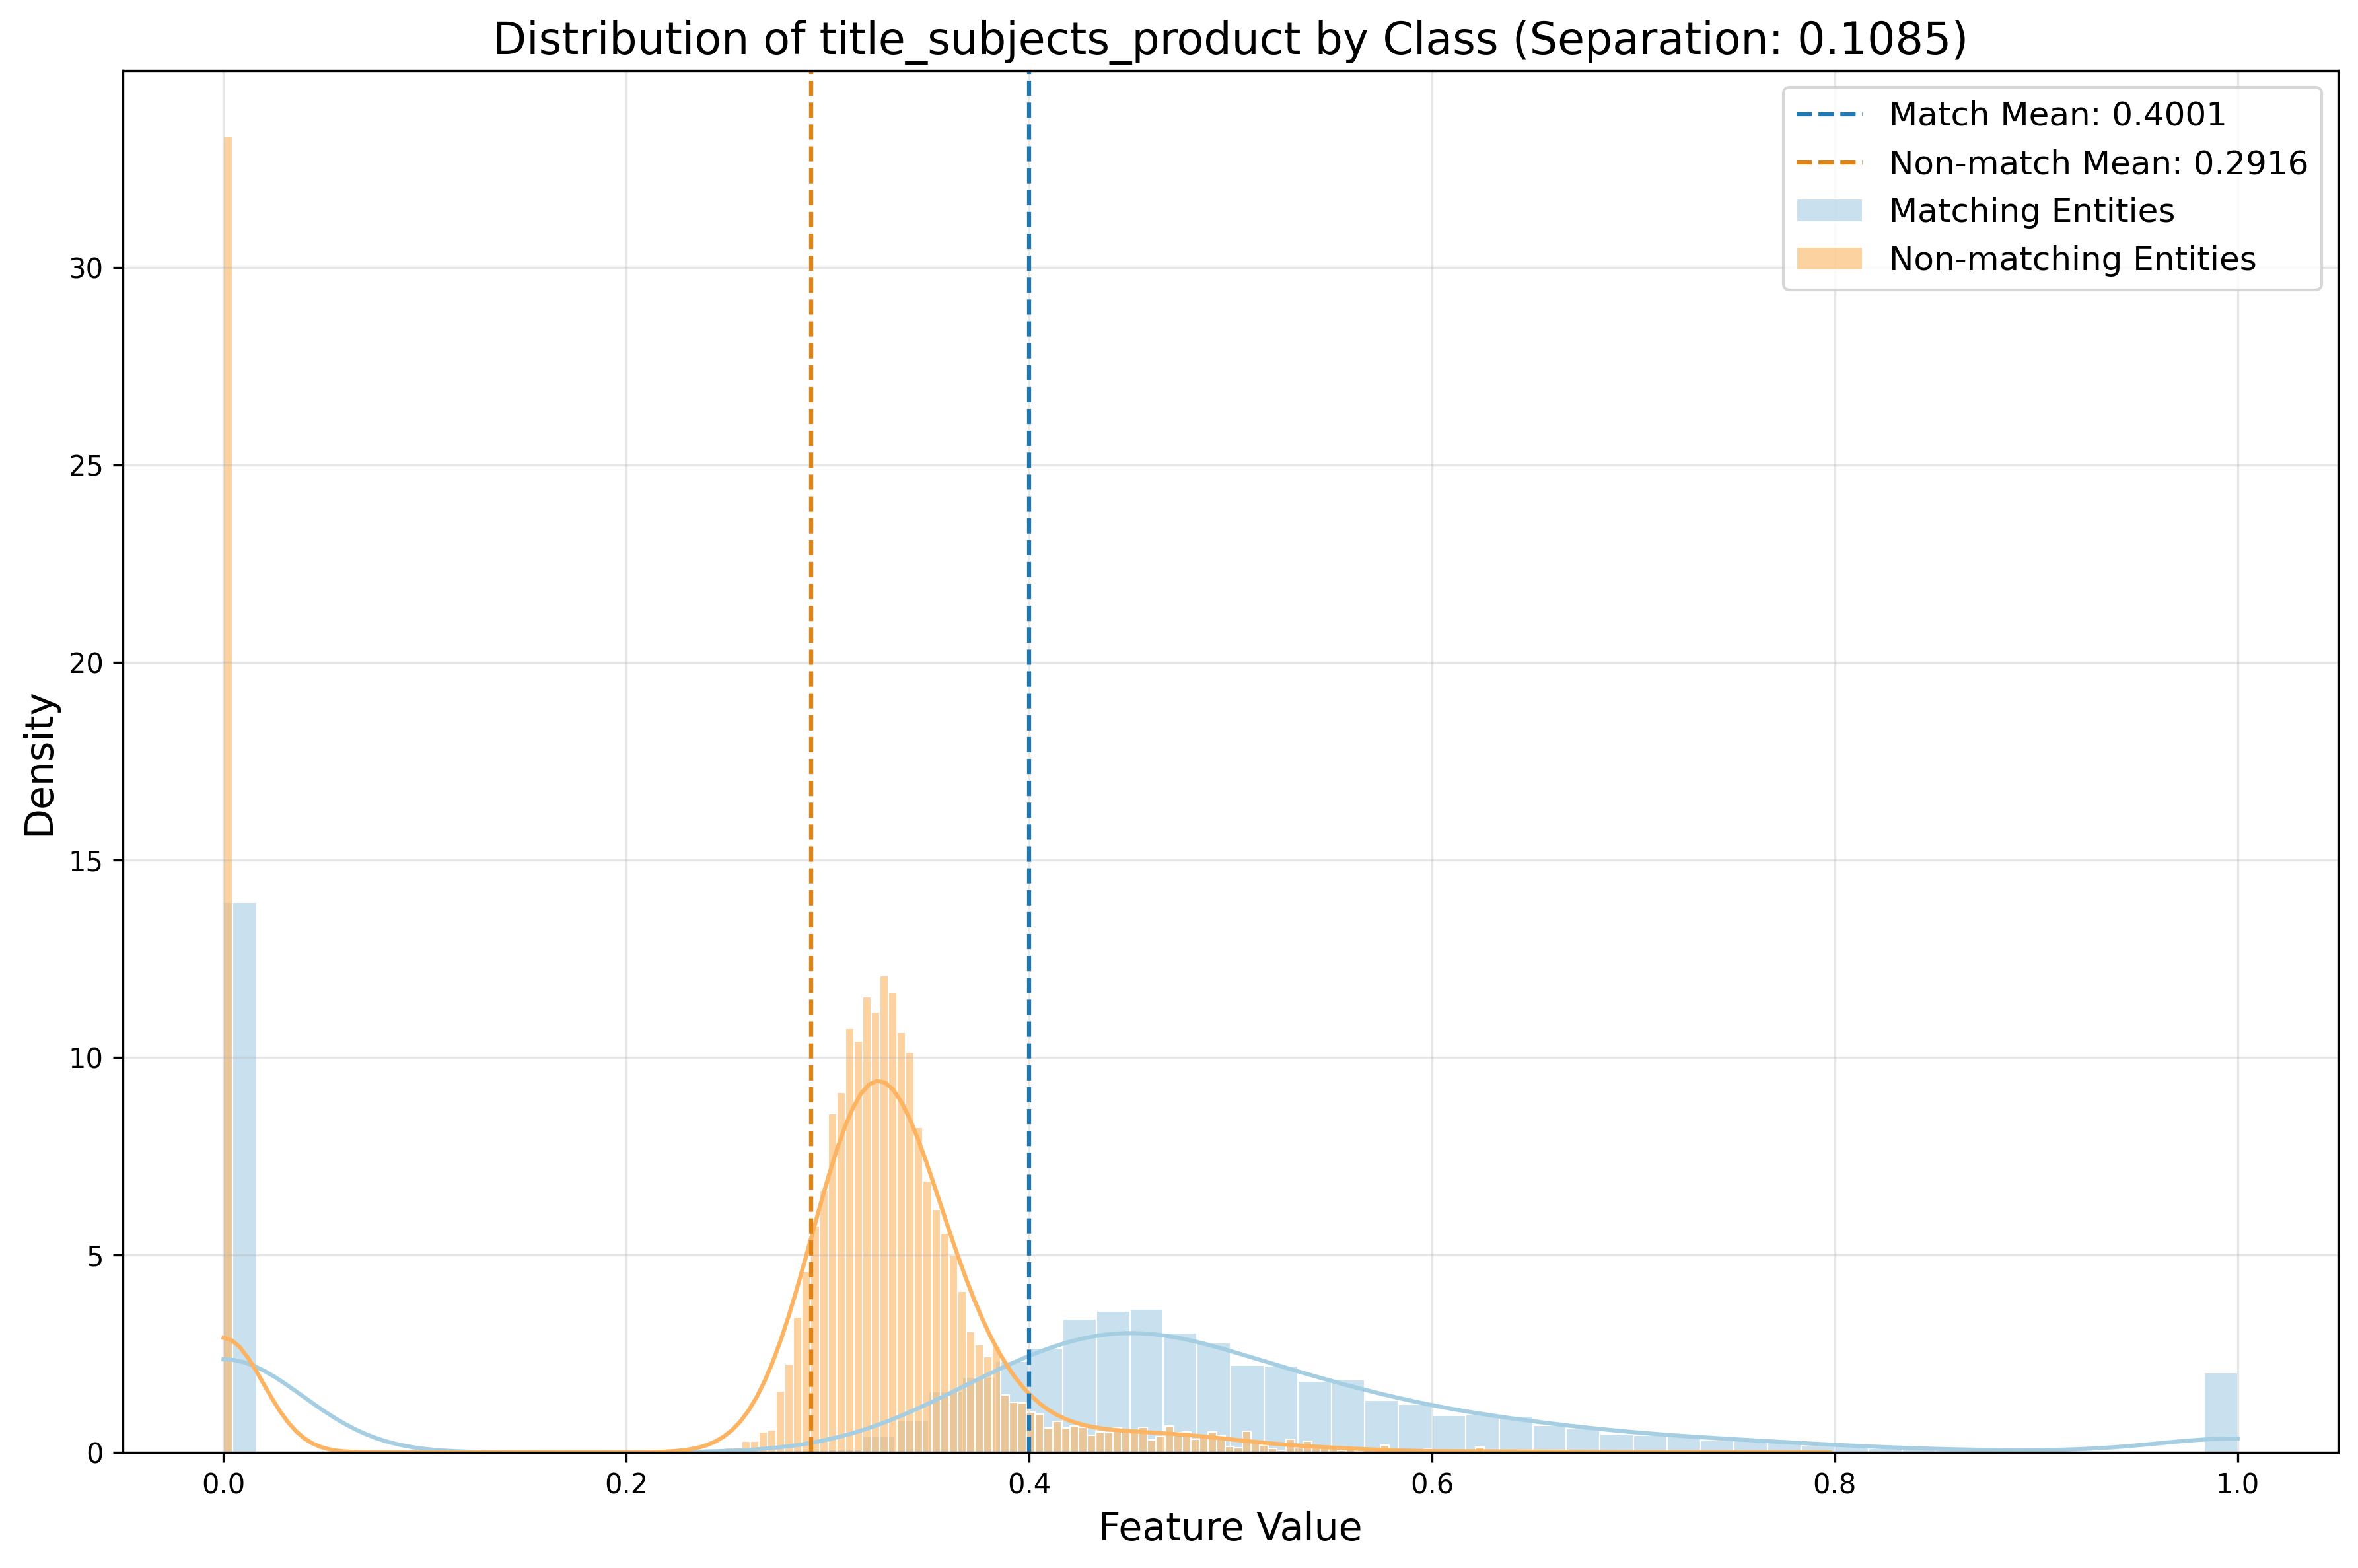 Distribution of title_subjects_product by Class (Separation: 0.1085)
Match Mean: 0.4001
Non-match Mean: 0.2916
Matching Entities
Non-matching Entities
30
25
20
15
10
5
0
Density
0.0 0.2 0.4 0.6 0.8 1.0
Feature Value